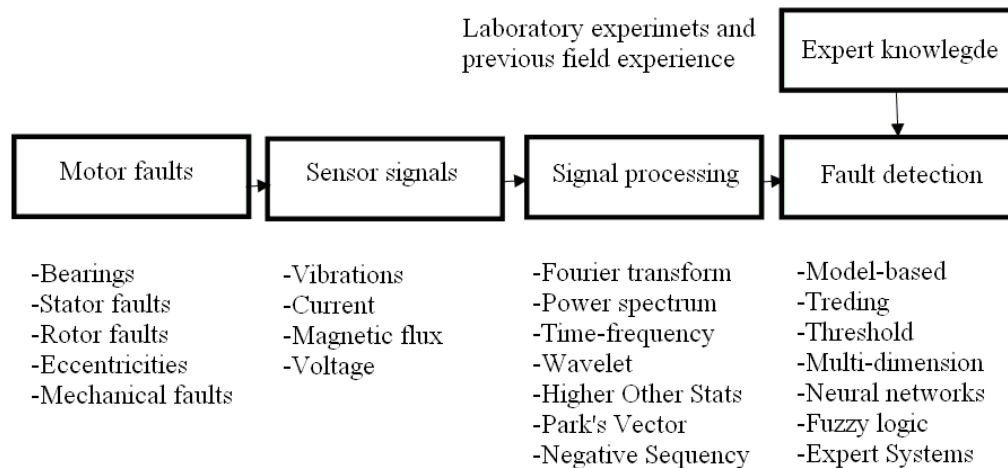 Laboratory experimets and
previous field experience
Expert knowlegde
Motor faults
Sensor signals
Signal processing
Fault detection
-Bearings
-Stator faults
-Rotor faults
-Eccentricities
-Mechanical faults
-Vibrations
-Current
-Magnetic flux
-Voltage
-Fourier transform
-Power spectrum
-Time-frequency
-Wavelet
-Higher Other Stats
-Park's Vector
-Negative Sequency
-Model-based
-Treding
-Threshold
-Multi-dimension
-Neural networks
-Fuzzy logic
-Expert Systems